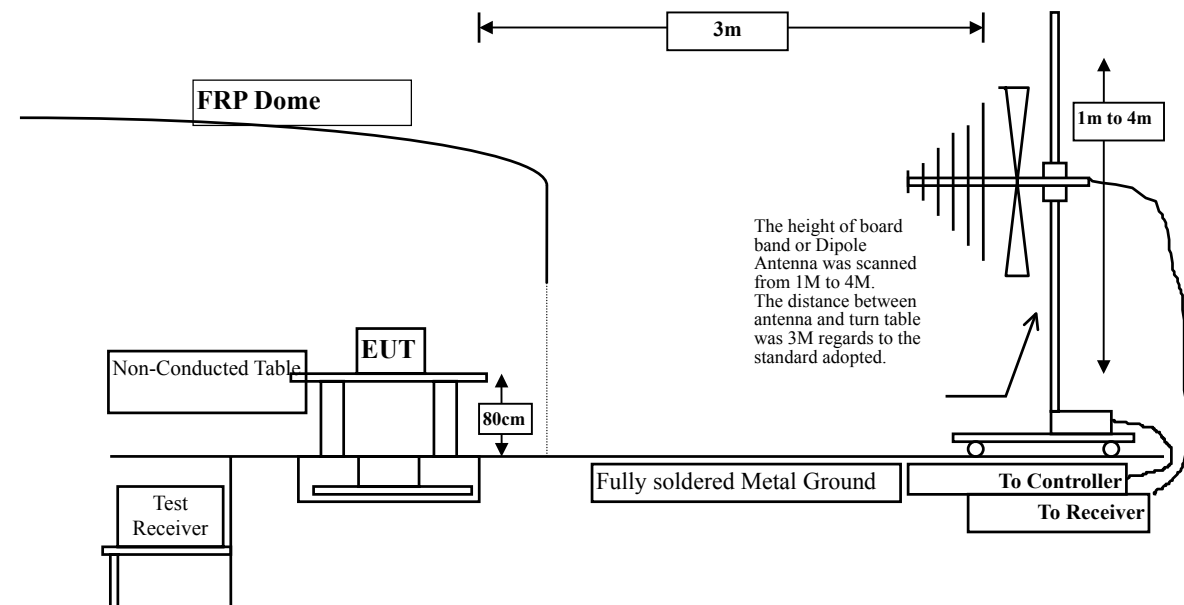 3m
FRP Dome
1m to 4m
The height of board
band or Dipole
Antenna was scanned
from 1M to 4M.
The distance between
antenna and turn table
was 3M regards to the
standard adopted.
EUT
Non-Conducted Table
80cm
Fully soldered Metal Ground
To Controller
Test
Receiver
To Receiver